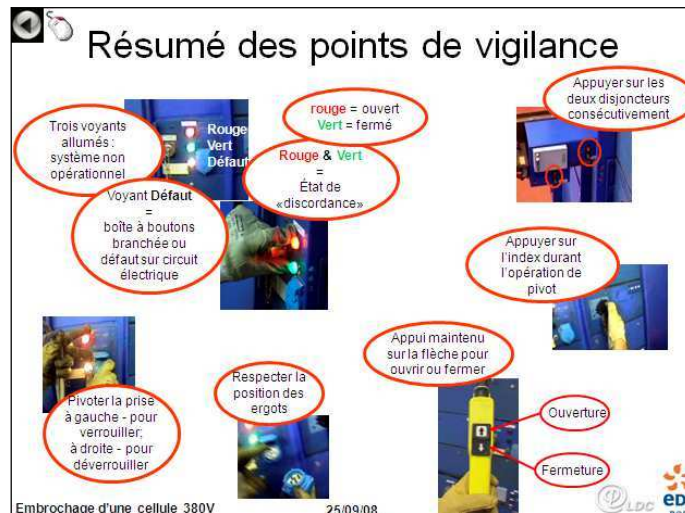 Résumé des points de vigilance
Trois voyants
allumés :
système non
opérationnel
Rouge
Vert
Défaut
rouge = ouvert
Vert = fermé
Appuyer sur les
deux disjoncteurs
consécutivement
Voyant Défaut
=
boîte à boutons
branchée ou
défaut sur circuit
électrique
Rouge & Vert
=
État de
«discordance»
Appuyer sur
l'index durant
l'opération de
pivot
Pivoter la prise
à gauche - pour
verrouiller;
à droite - pour
déverrouiller
Respecter la
position des
ergots
Appui maintenu
sur la flèche pour
ouvrir ou fermer
Ouverture
Fermeture
Embrochage d'une cellule 380V
25/09/08
LDC